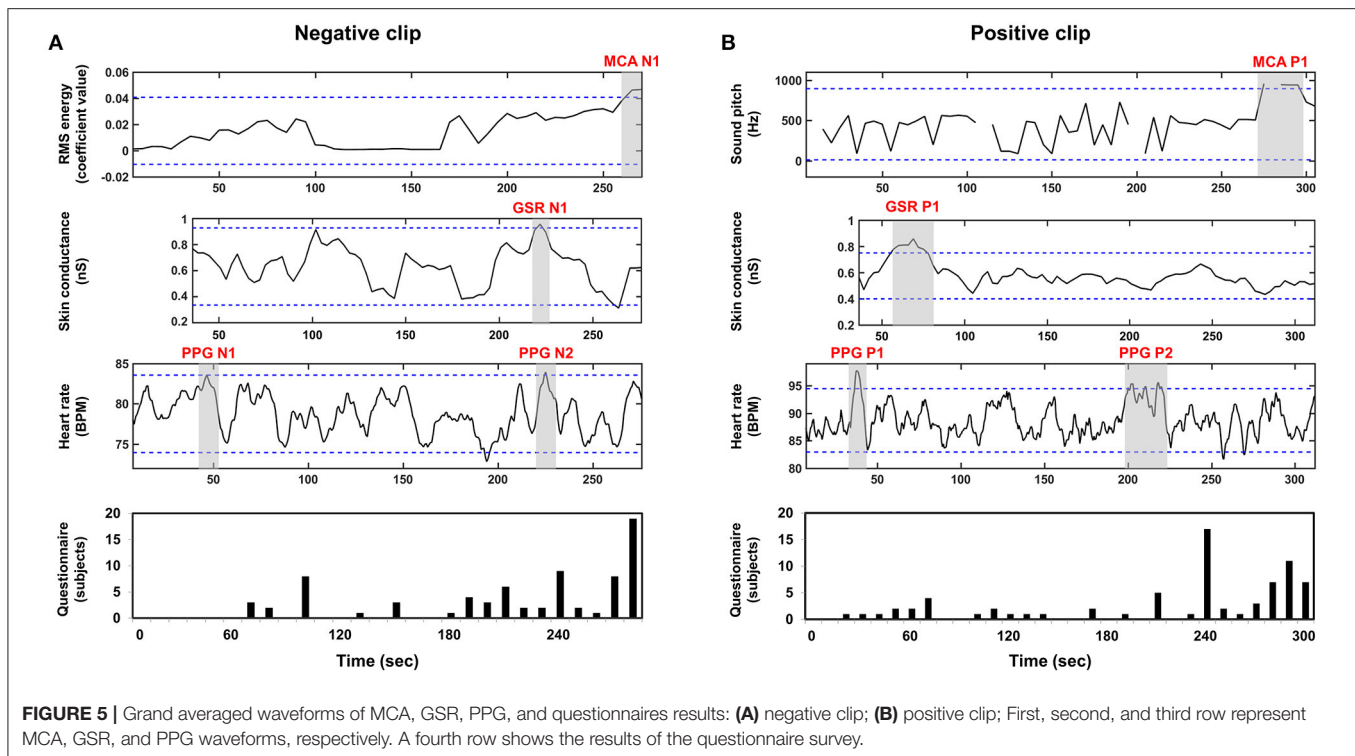 A
Negative clip
MCA N1
RMS energy
(coefficient value)
0.06
0.04
0.02
0
-0.02
50 100 150 200 250
GSR N1
Skin conductance
(nS)
1
0.8
0.6
0.4
0.2
50 100 150 200 250
PPG N1 PPG N2
Heart rate
(BPM)
85
80
75
50 100 150 200 250
Questionnaire
(subjects)
20
15
10
5
0
0 60 120 180 240
Time (sec)
B
Positive clip
MCA P1
Sound pitch
(Hz)
1000
500
0
50 100 150 200 250 300
GSR P1
Skin conductance
(nS)
1
0.8
0.6
0.4
0.2
50 100 150 200 250 300
PPG P1 PPG P2
Heart rate
(BPM)
95
90
85
80
50 100 150 200 250 300
Questionnaire
(subjects)
20
15
10
5
0
0 60 120 180 240 300
Time (sec)
FIGURE 5 | Grand averaged waveforms of MCA, GSR, PPG, and questionnaires results: (A) negative clip; (B) positive clip; First, second, and third row represent
MCA, GSR, and PPG waveforms, respectively. A fourth row shows the results of the questionnaire survey.